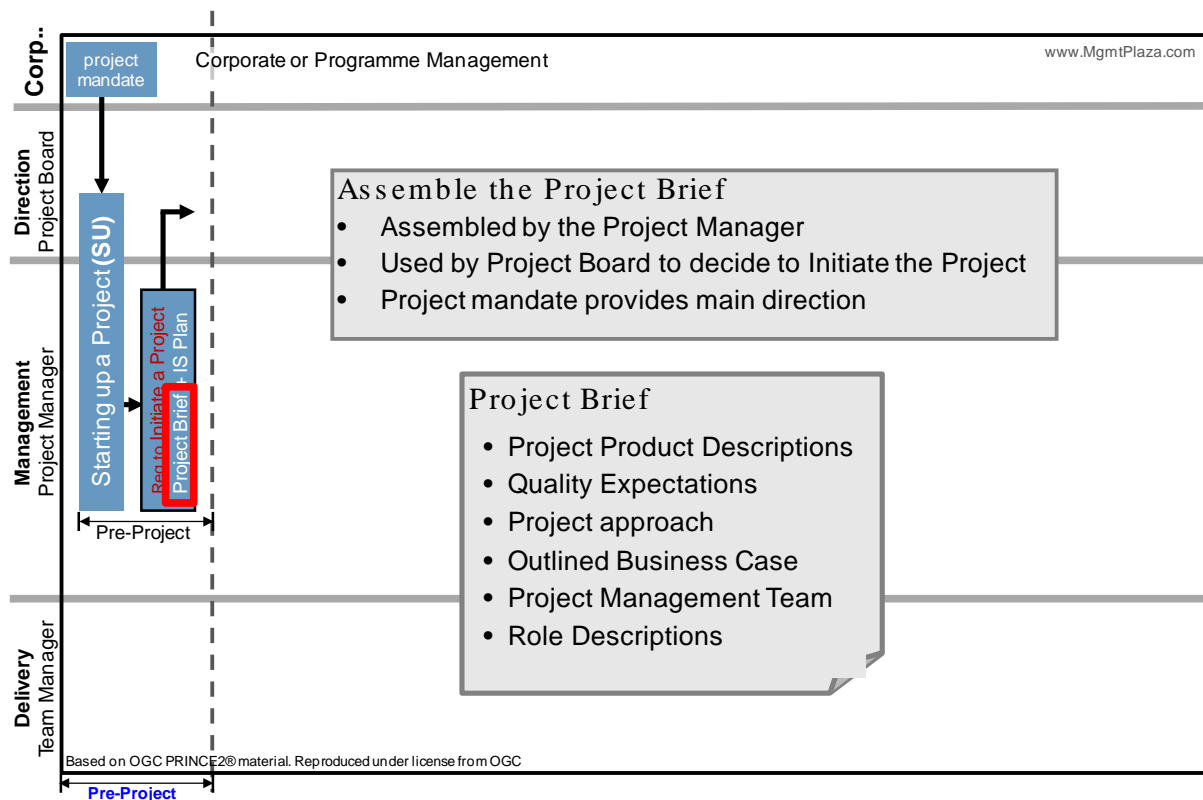 Corp..
project
mandate
Corporate or Programme Management
www.MgmtPlaza.com
Direction
Project Board
Assemble the Project Brief
• Assembled by the Project Manager
• Used by Project Board to decide to Initiate the Project
• Project mandate provides main direction
Management
Project Manager
Starting up a Project (SU)
Req to Initiate a Project
Project Brief + IS Plan
Pre-Project
Project Brief
• Project Product Descriptions
• Quality Expectations
• Project approach
• Outlined Business Case
• Project Management Team
• Role Descriptions
Delivery
Team Manager
Based on OGC PRINCE2® material. Reproduced under license from OGC
Pre-Project